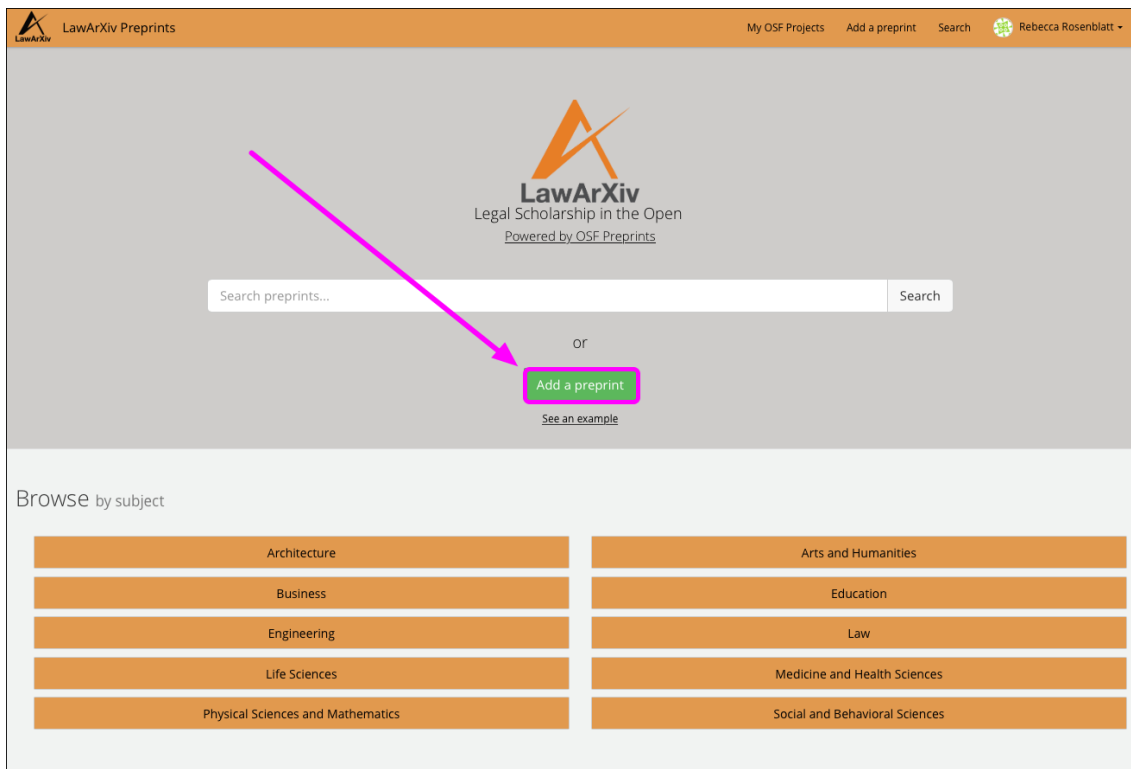 LawArXiv
LawArXiv Preprints
My OSF Projects
Add a preprint
Search
Rebecca Rosenblatt
LawArXiv
Legal Scholarship in the Open
Powered by OSF Preprints
Search preprints...
Search
or
Add a preprint
See an example
Browse by subject
Architecture
Arts and Humanities
Business
Education
Engineering
Law
Life Sciences
Medicine and Health Sciences
Physical Sciences and Mathematics
Social and Behavioral Sciences